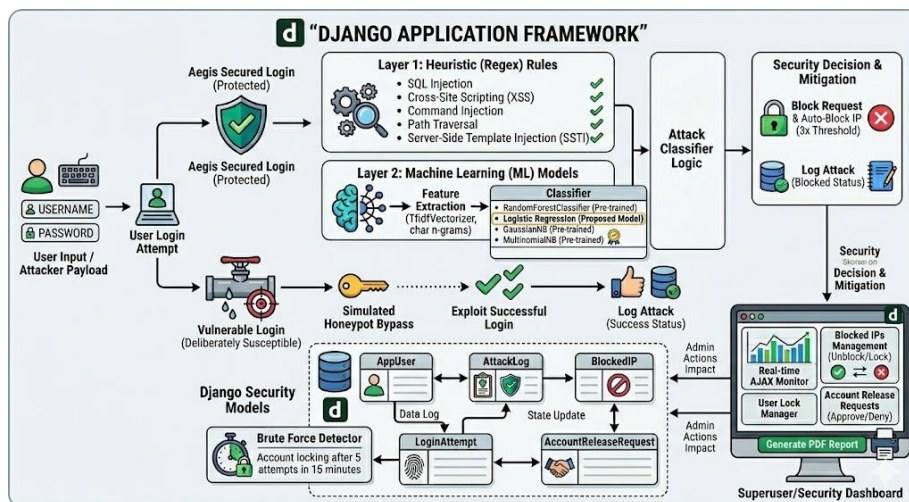 d "DJANGO APPLICATION FRAMEWORK"
Aegis Secured Login
(Protected)
Aegis Secured Login
(Protected)
Layer 1: Heuristic (Regex) Rules
• SQL Injection
• Cross-Site Scripting (XSS)
• Command Injection
• Path Traversal
• Server-Side Template Injection (SSTI)
Layer 2: Machine Learning (ML) Models
Feature
Extraction
(TfidfVectorizer,
char n-grams)
Classifier
• RandomForestClassifier (Pre-trained)
• Logistic Regression (Proposed Model)
• GaussianNB (Pre-trained)
• MultinomialNB (Pre-trained)
Attack
Classifier
Logic
Security Decision &
Mitigation
Block Request
& Auto-Block IP
(3x Threshold)
Log Attack
(Blocked Status)
USERNAME
PASSWORD
User Input /
Attacker Payload
User Login
Attempt
Vulnerable Login
(Deliberately Susceptible)
Simulated
Honeypot Bypass
Exploit Successful
Login
Log Attack
(Success Status)
Security
on
Decision &
Mitigation
Django Security
Models
d
AppUser
AttackLog
BlockedIP
Data Log
State Update
LoginAttempt
AccountReleaseRequest
Brute Force Detector
Account locking after 5
attempts in 15 minutes
Admin
Actions
Impact
Admin
Actions
Impact
d
Real-time
AJAX Monitor
Blocked IPs
Management
(Unblock/Lock)
User Lock
Manager
Account Release
Requests
(Approve/Deny)
Generate PDF Report
Superuser/Security Dashboard